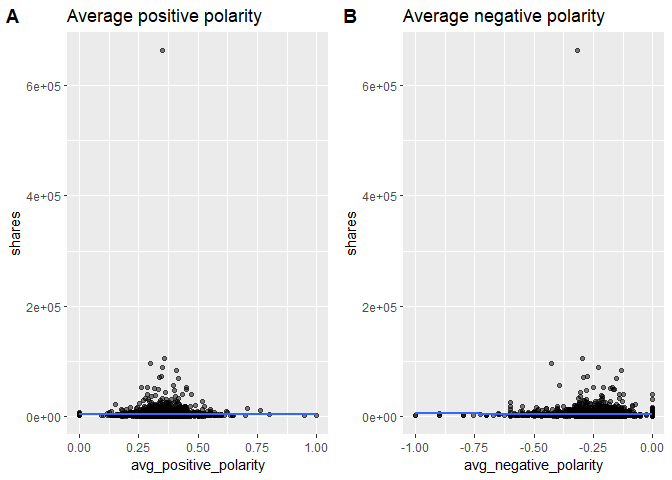 A
Average positive polarity
shares
6e+05
4e+05
2e+05
0e+00
0.00 0.25 0.50 0.75 1.00
avg_positive_polarity
B
Average negative polarity
shares
6e+05
4e+05
2e+05
0e+00
-1.00 -0.75 -0.50 -0.25 0.00
avg_negative_polarity